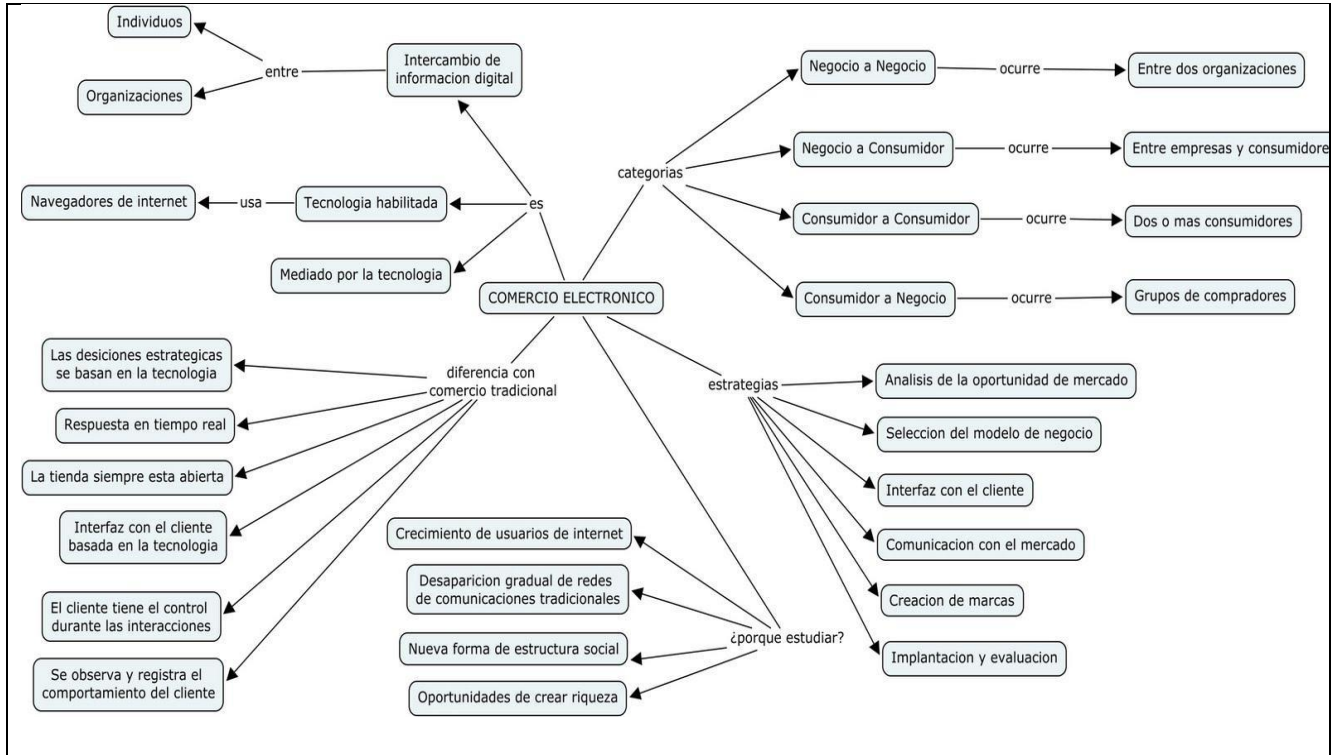 Individuos
entre
Organizaciones
Intercambio de
informacion digital
Navegadores de internet
usa
Tecnologia habilitada
es
Mediado por la tecnologia
COMERCIO ELECTRONICO
categorias
Negocio a Negocio
ocurre
Entre dos organizaciones
Negocio a Consumidor
ocurre
Entre empresas y consumidore
Consumidor a Consumidor
ocurre
Dos o mas consumidores
Consumidor a Negocio
ocurre
Grupos de compradores
diferencia con
comercio tradicional
Las desiciones estrategicas
se basan en la tecnologia
Respuesta en tiempo real
La tienda siempre esta abierta
Interfaz con el cliente
basada en la tecnologia
El cliente tiene el control
durante las interacciones
Se observa y registra el
comportamiento del cliente
¿porque estudiar?
Crecimiento de usuarios de internet
Desaparicion gradual de redes
de comunicaciones tradicionales
Nueva forma de estructura social
Oportunidades de crear riqueza
estrategias
Analisis de la oportunidad de mercado
Seleccion del modelo de negocio
Interfaz con el cliente
Comunicacion con el mercado
Creacion de marcas
Implantacion y evaluacion